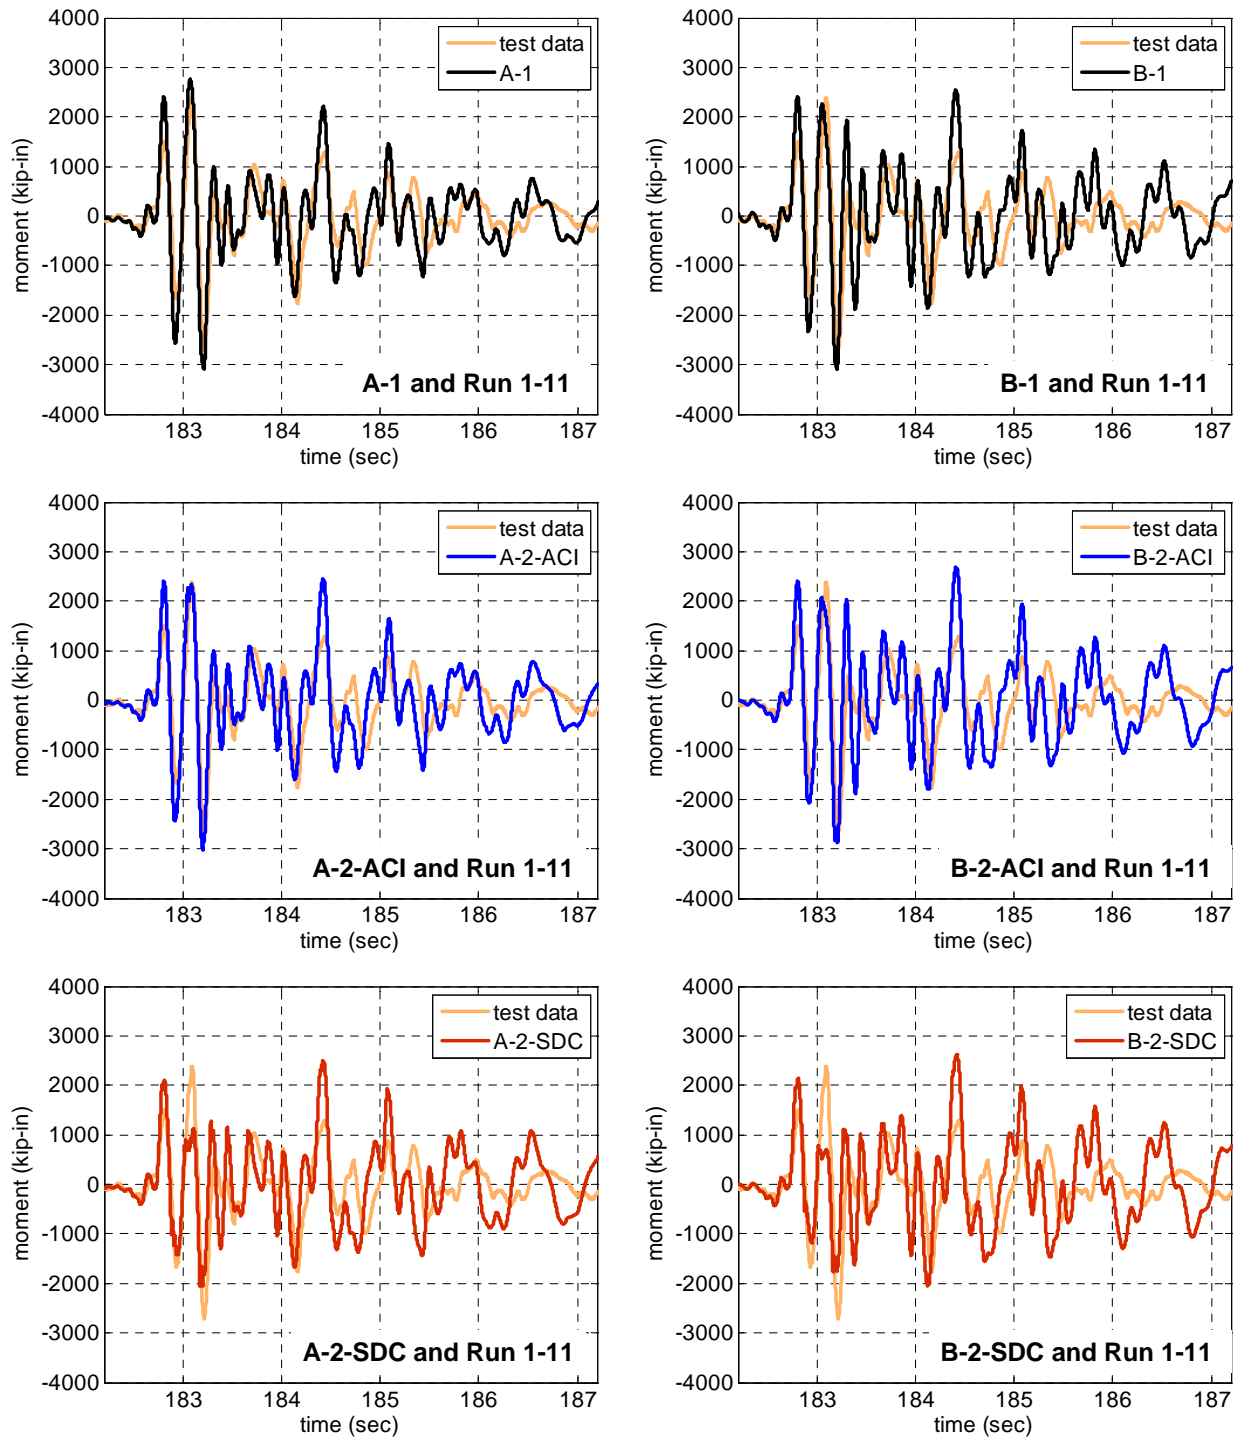 4000
3000
2000
1000
0
-1000
-2000
-3000
-4000
moment (kip-in)
test data
A-1
A-1 and Run 1-11
183
184
185
186
187
time (sec)
4000
3000
2000
1000
0
-1000
-2000
-3000
-4000
moment (kip-in)
test data
B-1
B-1 and Run 1-11
183
184
185
186
187
time (sec)
4000
3000
2000
1000
0
-1000
-2000
-3000
-4000
moment (kip-in)
test data
A-2-ACI
A-2-ACI and Run 1-11
183
184
185
186
187
time (sec)
4000
3000
2000
1000
0
-1000
-2000
-3000
-4000
moment (kip-in)
test data
B-2-ACI
B-2-ACI and Run 1-11
183
184
185
186
187
time (sec)
4000
3000
2000
1000
0
-1000
-2000
-3000
-4000
moment (kip-in)
test data
A-2-SDC
A-2-SDC and Run 1-11
183
184
185
186
187
time (sec)
4000
3000
2000
1000
0
-1000
-2000
-3000
-4000
moment (kip-in)
test data
B-2-SDC
B-2-SDC and Run 1-11
183
184
185
186
187
time (sec)